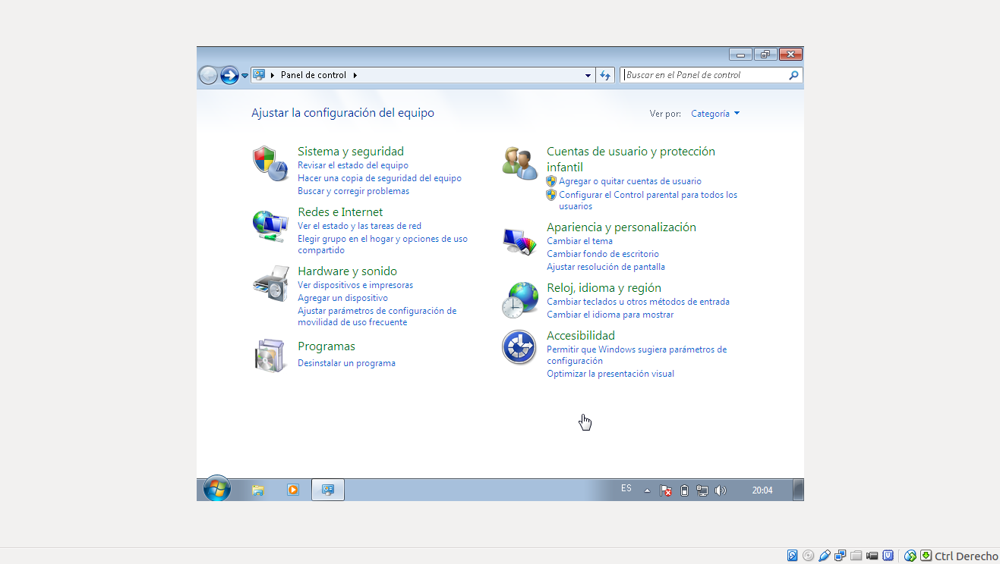 Panel de control
Buscar en el Panel de control
Ajustar la configuración del equipo
Ver por: Categoría
Sistema y seguridad
Revisar el estado del equipo
Hacer una copia de seguridad del equipo
Buscar y corregir problemas
Redes e Internet
Ver el estado y las tareas de red
Elegir grupo en el hogar y opciones de uso
compartido
Hardware y sonido
Ver dispositivos e impresoras
Agregar un dispositivo
Ajustar parámetros de configuración de
movilidad de uso frecuente
Programas
Desinstalar un programa
Cuentas de usuario y protección
infantil
Agregar o quitar cuentas de usuario
Configurar el Control parental para todos los
usuarios
Apariencia y personalización
Cambiar el tema
Cambiar fondo de escritorio
Ajustar resolución de pantalla
Reloj, idioma y región
Cambiar teclados u otros métodos de entrada
Cambiar el idioma para mostrar
Accesibilidad
Permitir que Windows sugiera parámetros de
configuración
Optimizar la presentación visual
ES
20:04
Ctrl Derecho